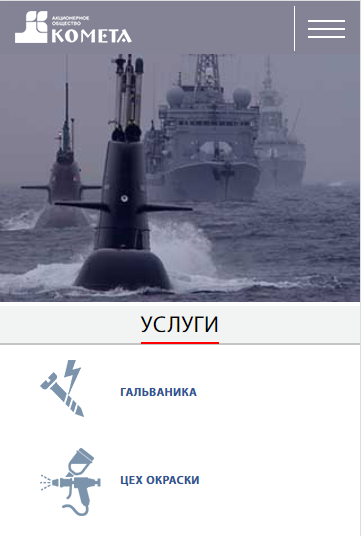 АКЦИОНЕРНОЕ
ОБЩЕСТВО
КОМЕТА
УСЛУГИ
ГАЛЬВАНИКА
ЦЕХ ОКРАСКИ